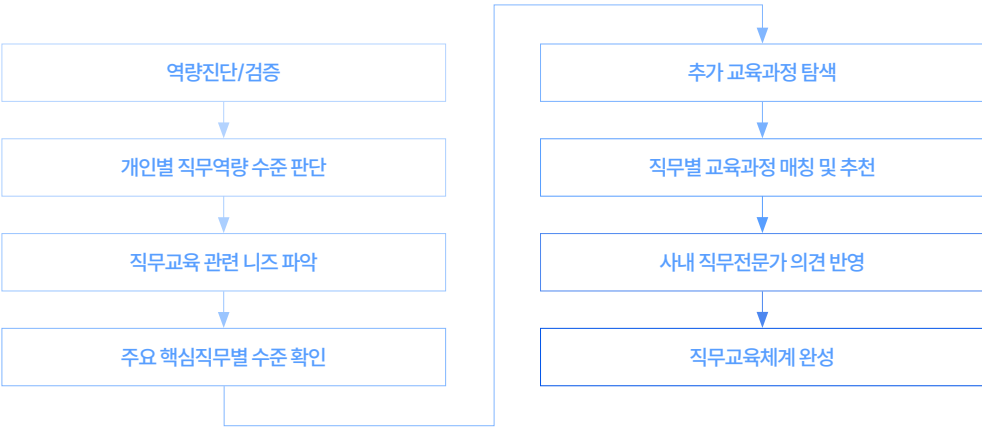 역량진단/검증
개인별 직무역량 수준 판단
직무교육 관련 니즈 파악
주요 핵심직무별 수준 확인
추가 교육과정 탐색
직무별 교육과정 매칭 및 추천
사내 직무전문가 의견 반영
직무교육체계 완성